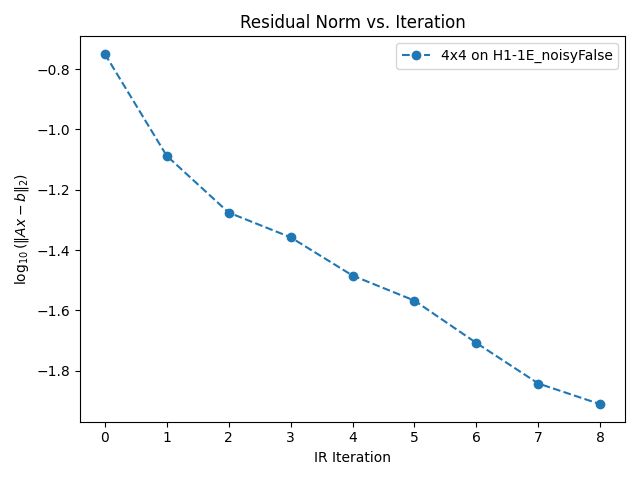 Residual Norm vs. Iteration
4x4 on H1-1E_noisyFalse
−0.8
−1.0
−1.2
−1.4
−1.6
−1.8
log₁₀(‖Ax − b‖₂)
0 1 2 3 4 5 6 7 8
IR Iteration